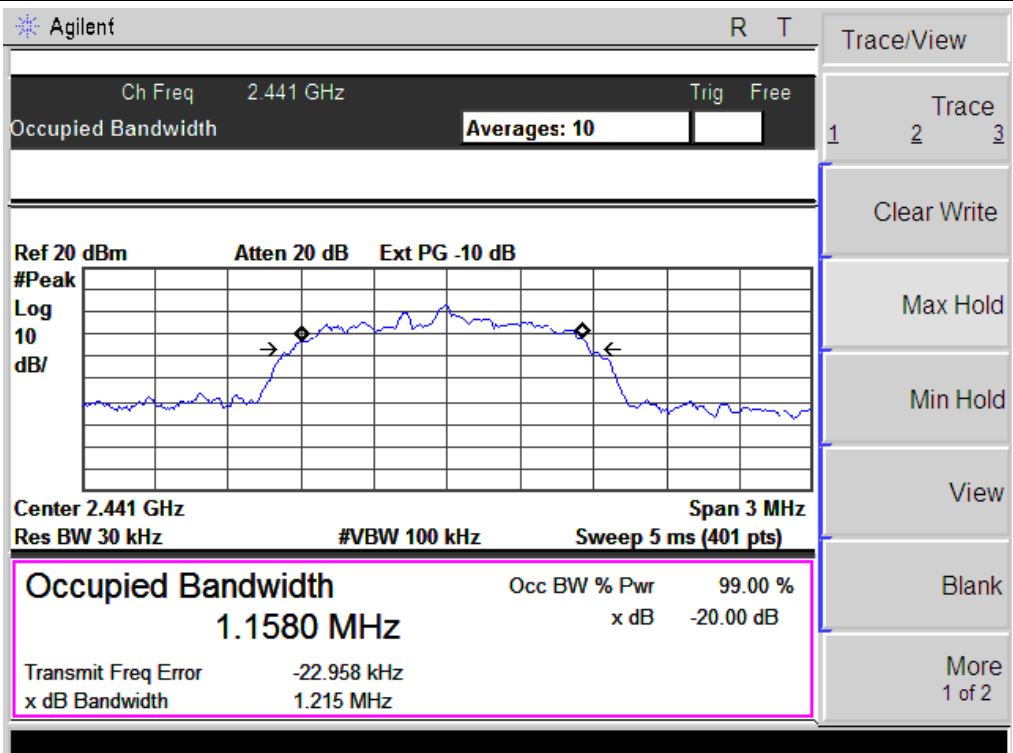 Agilent R T
Ch Freq 2.441 GHz Trig Free
Occupied Bandwidth Averages: 10
Ref 20 dBm Atten 20 dB Ext PG -10 dB
#Peak
Log
10
dB/
Center 2.441 GHz Span 3 MHz
Res BW 30 kHz #VBW 100 kHz Sweep 5 ms (401 pts)
Occupied Bandwidth Occ BW % Pwr 99.00 %
1.1580 MHz x dB -20.00 dB
Transmit Freq Error -22.958 kHz
x dB Bandwidth 1.215 MHz
Trace/View
Trace
1 2 3
Clear Write
Max Hold
Min Hold
View
Blank
More
1 of 2